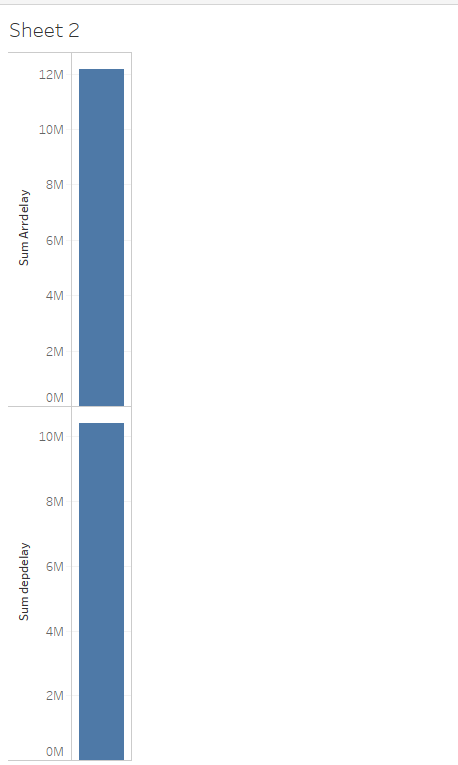 Sheet 2
12M
10M
8M
6M
4M
2M
0M
Sum Arrdelay
10M
8M
6M
4M
2M
0M
Sum depdelay